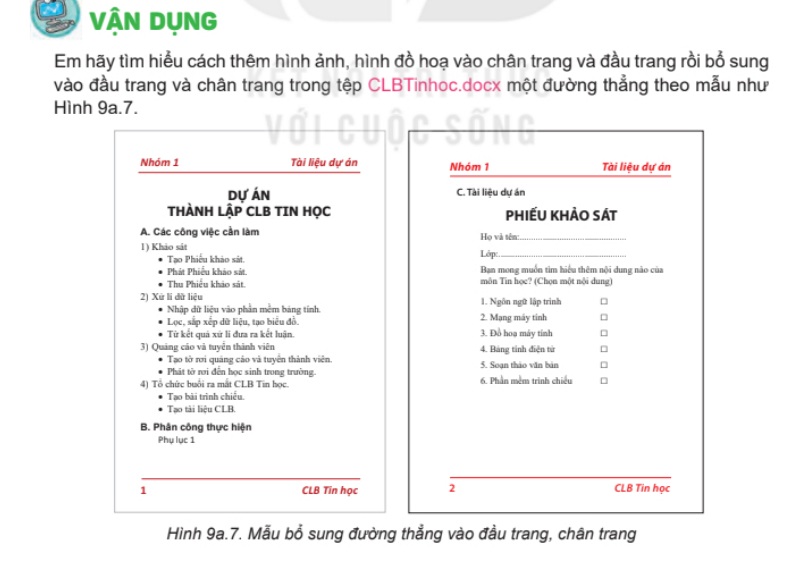 VẬN DỤNG
Em hãy tìm hiểu cách thêm hình ảnh, hình đồ hoạ vào chân trang và đầu trang rồi bổ sung
vào đầu trang và chân trang trong tệp CLBTinhoc.docx một đường thẳng theo mẫu như
Hình 9a.7.
KẾT NỐI TRI THỨC
VỚI CUỘC SỐNG
Nhóm 1 Tài liệu dự án
DỰ ÁN
THÀNH LẬP CLB TIN HỌC
A. Các công việc cần làm
1) Khảo sát
• Tạo Phiếu khảo sát.
• Phát Phiếu khảo sát.
• Thu Phiếu khảo sát.
2) Xử lí dữ liệu
• Nhập dữ liệu vào phần mềm bảng tính.
• Lọc, sắp xếp dữ liệu, tạo biểu đồ.
• Từ kết quả xử lí đưa ra kết luận.
3) Quảng cáo và tuyển thành viên
• Tạo tờ rơi quảng cáo và tuyển thành viên.
• Phát tờ rơi đến học sinh trong trường.
4) Tổ chức buổi ra mắt CLB Tin học.
• Tạo bài trình chiếu.
• Tạo tài liệu CLB.
B. Phân công thực hiện
Phụ lục 1
1 CLB Tin học
Nhóm 1 Tài liệu dự án
C. Tài liệu dự án
PHIẾU KHẢO SÁT
Họ và tên:..........................................
Lớp:..................................................
Bạn mong muốn tìm hiểu thêm nội dung nào của
môn Tin học? (Chọn một nội dung)
1. Ngôn ngữ lập trình □
2. Mạng máy tính □
3. Đồ hoạ máy tính □
4. Bảng tính điện tử □
5. Soạn thảo văn bản □
6. Phần mềm trình chiếu □
2 CLB Tin học
Hình 9a.7. Mẫu bổ sung đường thẳng vào đầu trang, chân trang